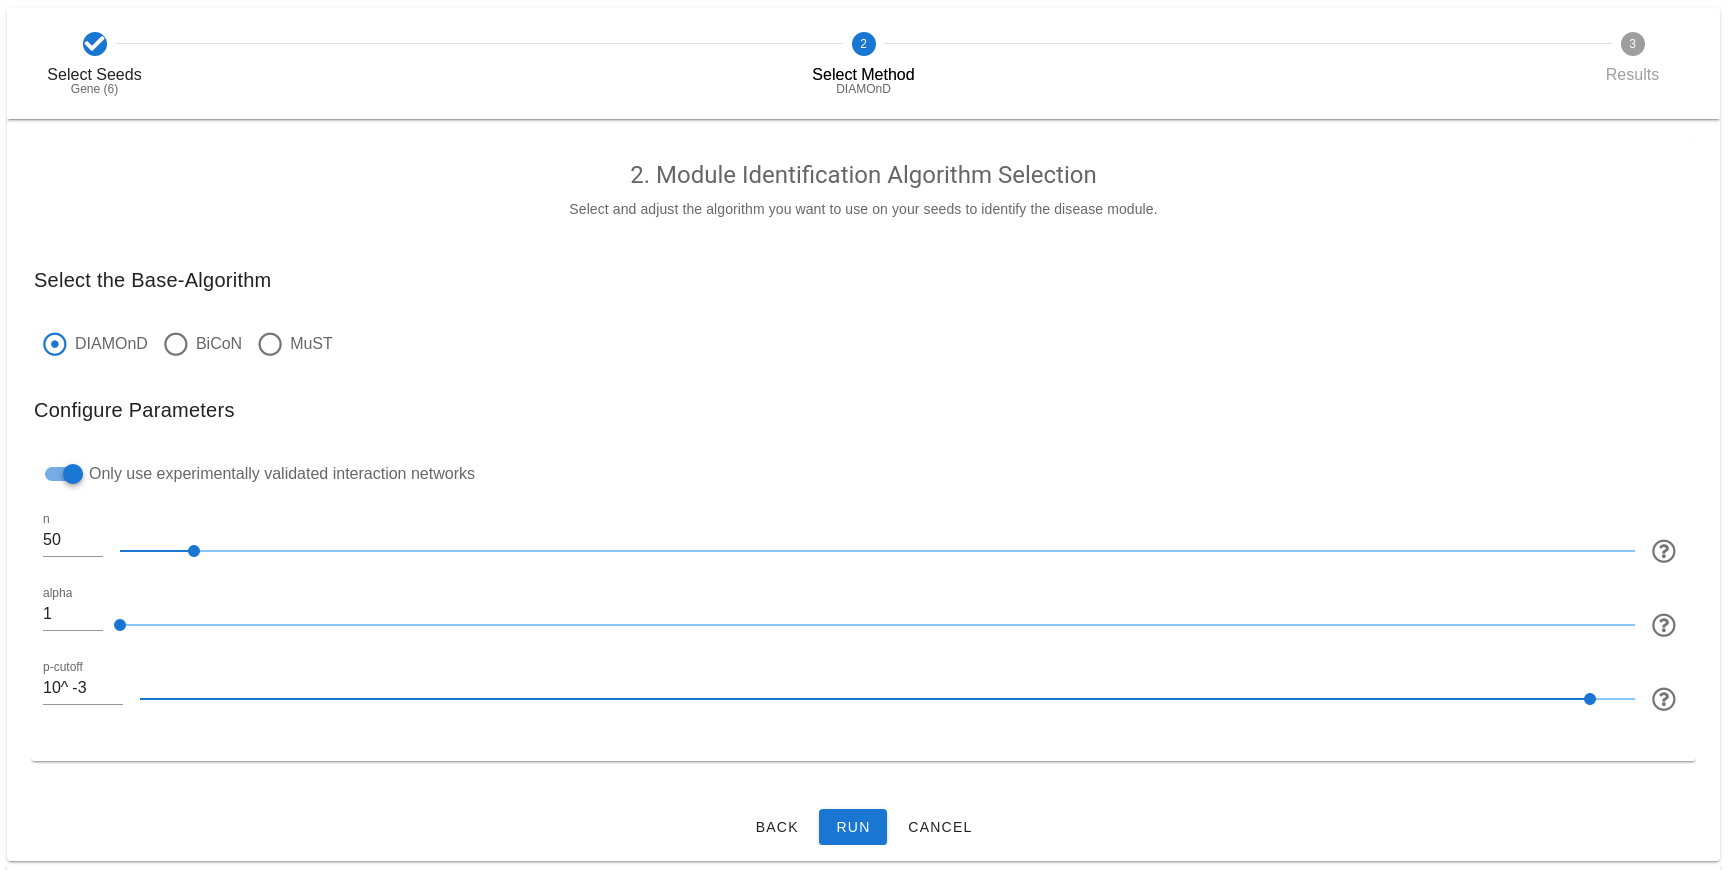 2
3
Select Seeds
Gene (6)
Select Method
DIAMOnD
Results
2. Module Identification Algorithm Selection
Select and adjust the algorithm you want to use on your seeds to identify the disease module.
Select the Base-Algorithm
DIAMOnD BiCoN MuST
Configure Parameters
Only use experimentally validated interaction networks
n
50
alpha
1
p-cutoff
10^ -3
BACK RUN CANCEL